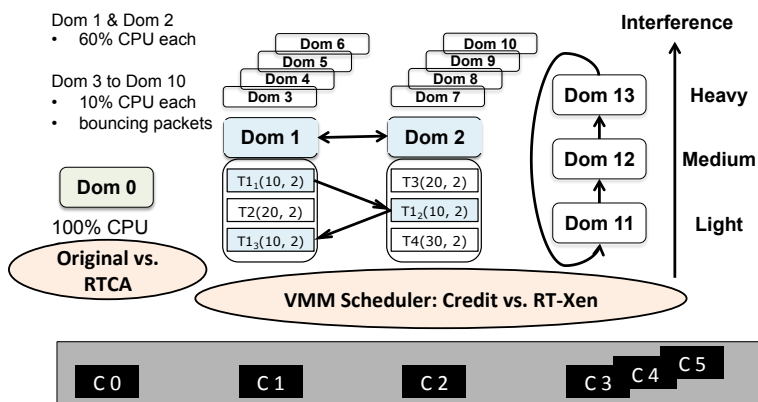 Dom 1 & Dom 2
• 60% CPU each
Dom 3 to Dom 10
• 10% CPU each
• bouncing packets
Dom 0
100% CPU
Original vs.
RTCA
Dom 6
Dom 5
Dom 4
Dom 3
Dom 1
T1₁(10, 2)
T2(20, 2)
T1₃(10, 2)
Dom 10
Dom 9
Dom 8
Dom 7
Dom 2
T3(20, 2)
T1₂(10, 2)
T4(30, 2)
VMM Scheduler: Credit vs. RT-Xen
Dom 13
Dom 12
Dom 11
Interference
Heavy
Medium
Light
C 0
C 1
C 2
C 3
C 4
C 5